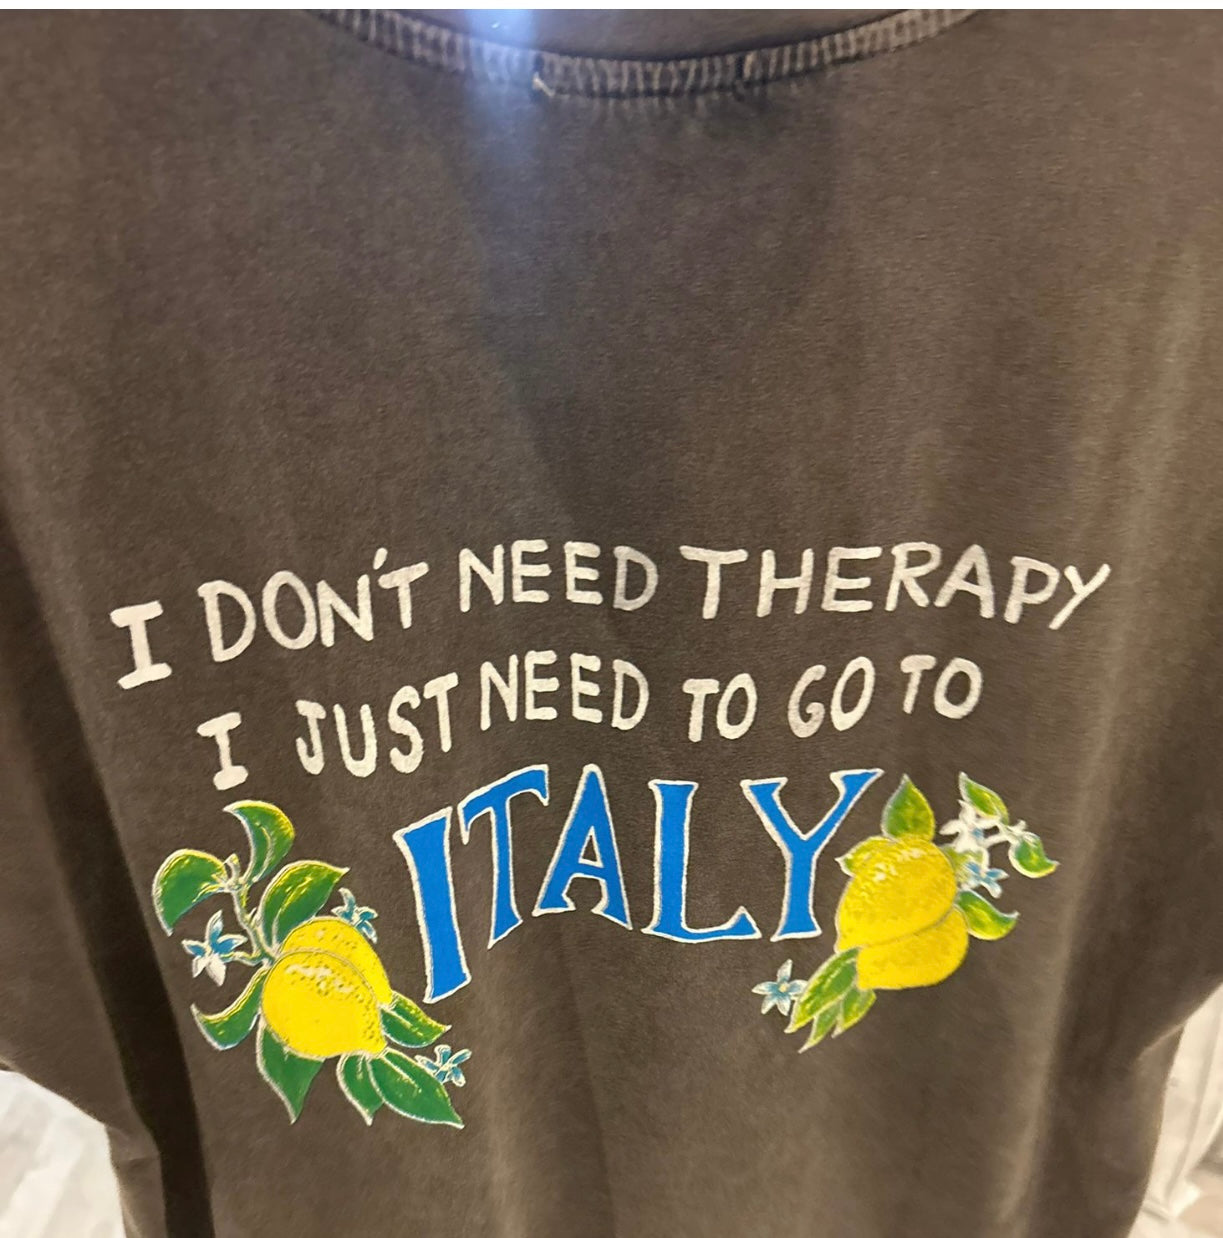 I DON'T NEED THERAPY
I JUST NEED TO GO TO
ITALY